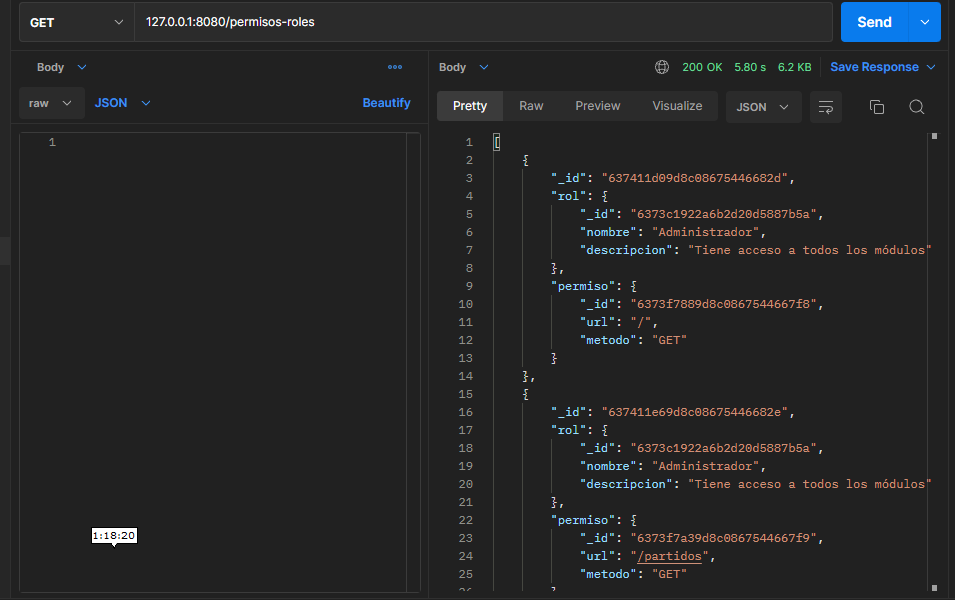 GET 127.0.0.1:8080/permisos-roles Send
Body ooo Body 200 OK 5.80 s 6.2 KB Save Response
raw JSON Beautify Pretty Raw Preview Visualize JSON
1 1 [
2 {
3 "_id": "637411d09d8c08675446682d",
4 "rol": {
5 "_id": "6373c1922a6b2d20d5887b5a",
6 "nombre": "Administrador",
7 "descripcion": "Tiene acceso a todos los módulos"
8 },
9 "permiso": {
10 "_id": "6373f7889d8c0867544667f8",
11 "url": "/",
12 "metodo": "GET"
13 }
14 },
15 {
16 "_id": "637411e69d8c08675446682e",
17 "rol": {
18 "_id": "6373c1922a6b2d20d5887b5a",
19 "nombre": "Administrador",
20 "descripcion": "Tiene acceso a todos los módulos"
21 },
22 "permiso": {
23 "_id": "6373f7a39d8c0867544667f9",
24 "url": "/partidos",
25 "metodo": "GET"
1:18:20